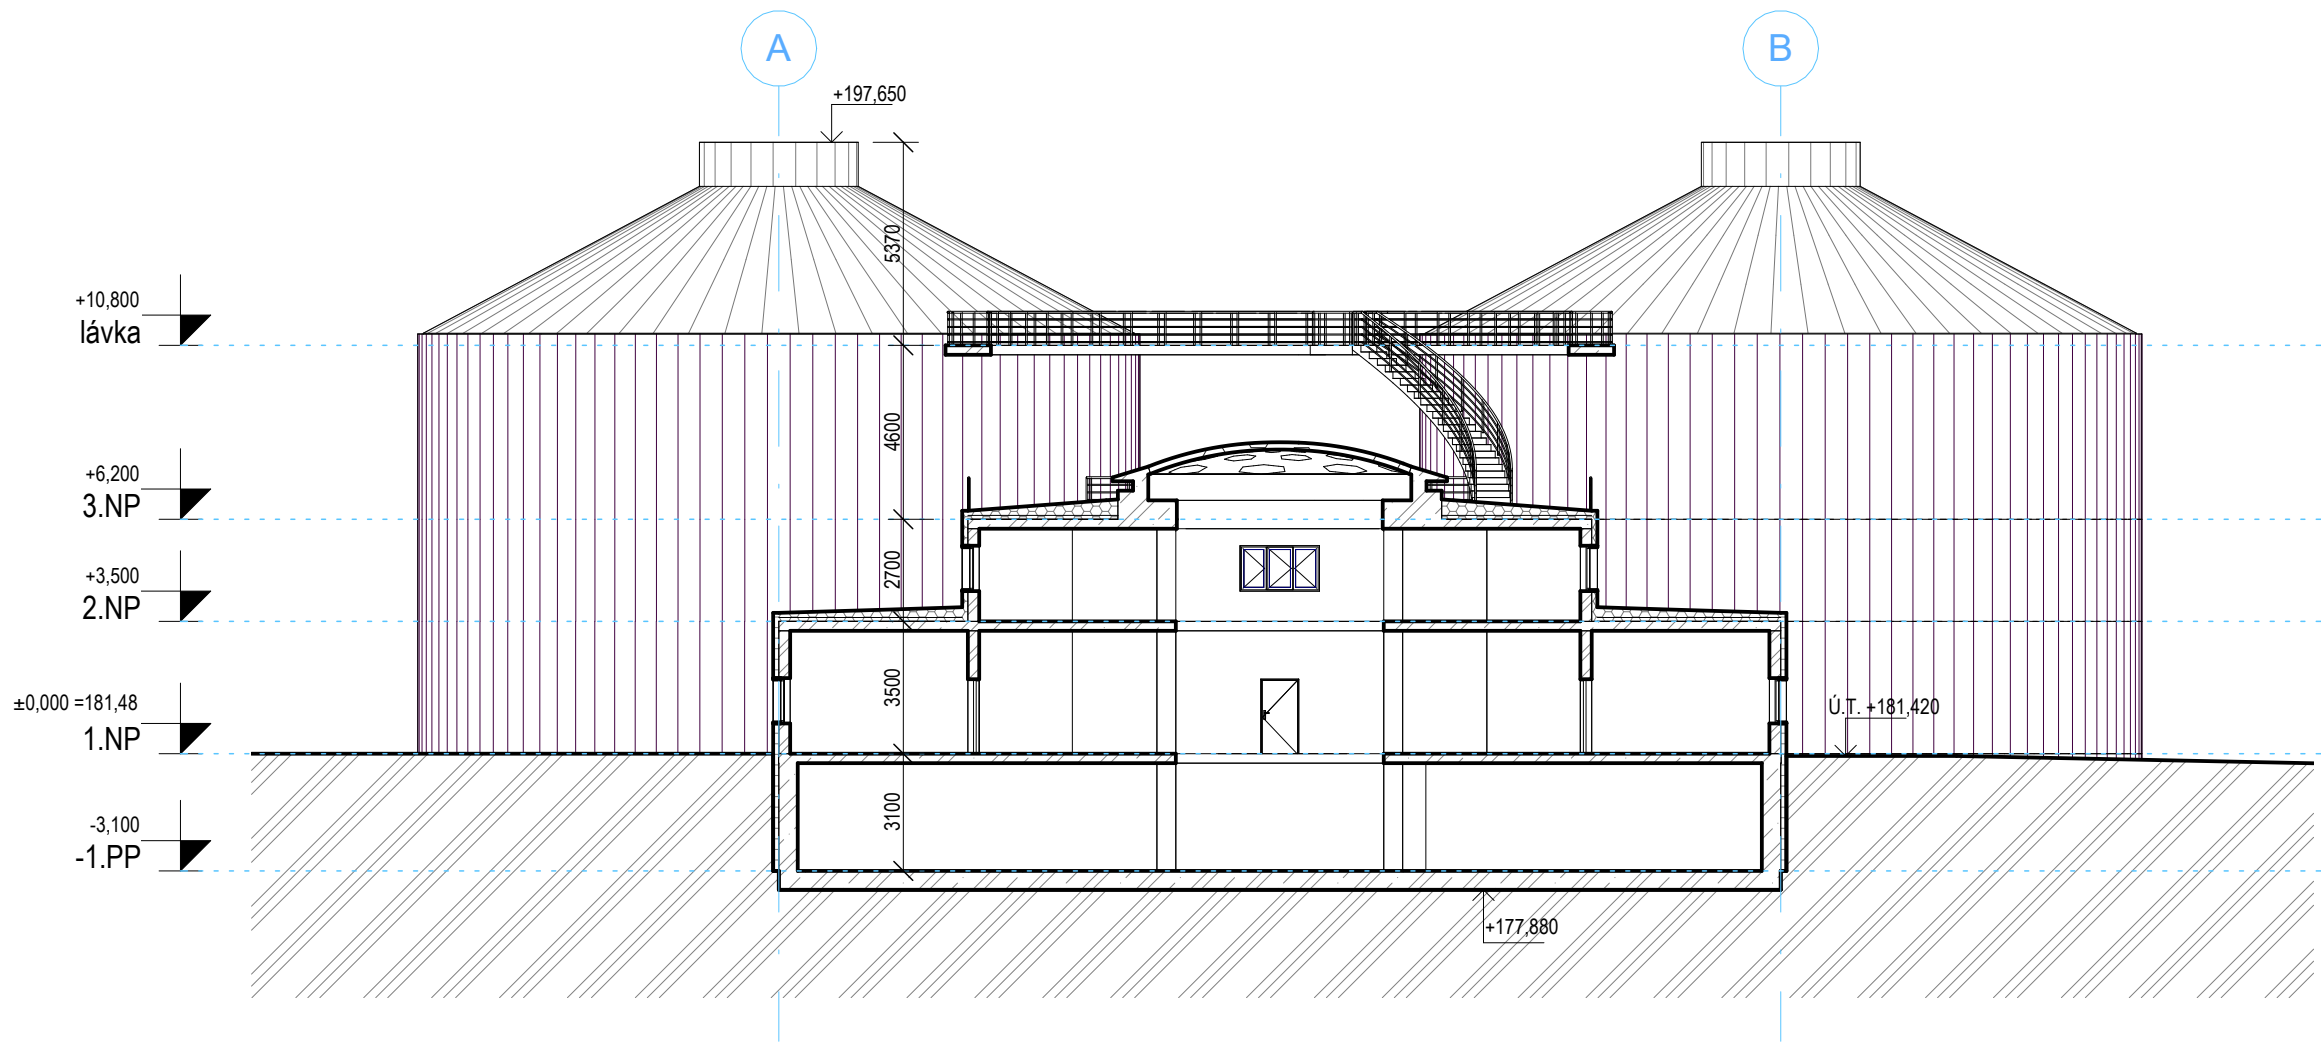 A
B
+197,650
5370
+10,800
lávka
4600
+6,200
3.NP
2700
+3,500
2.NP
3500
±0,000 =181,48
1.NP
Ú.T. +181,420
3100
-3,100
-1.PP
+177,880